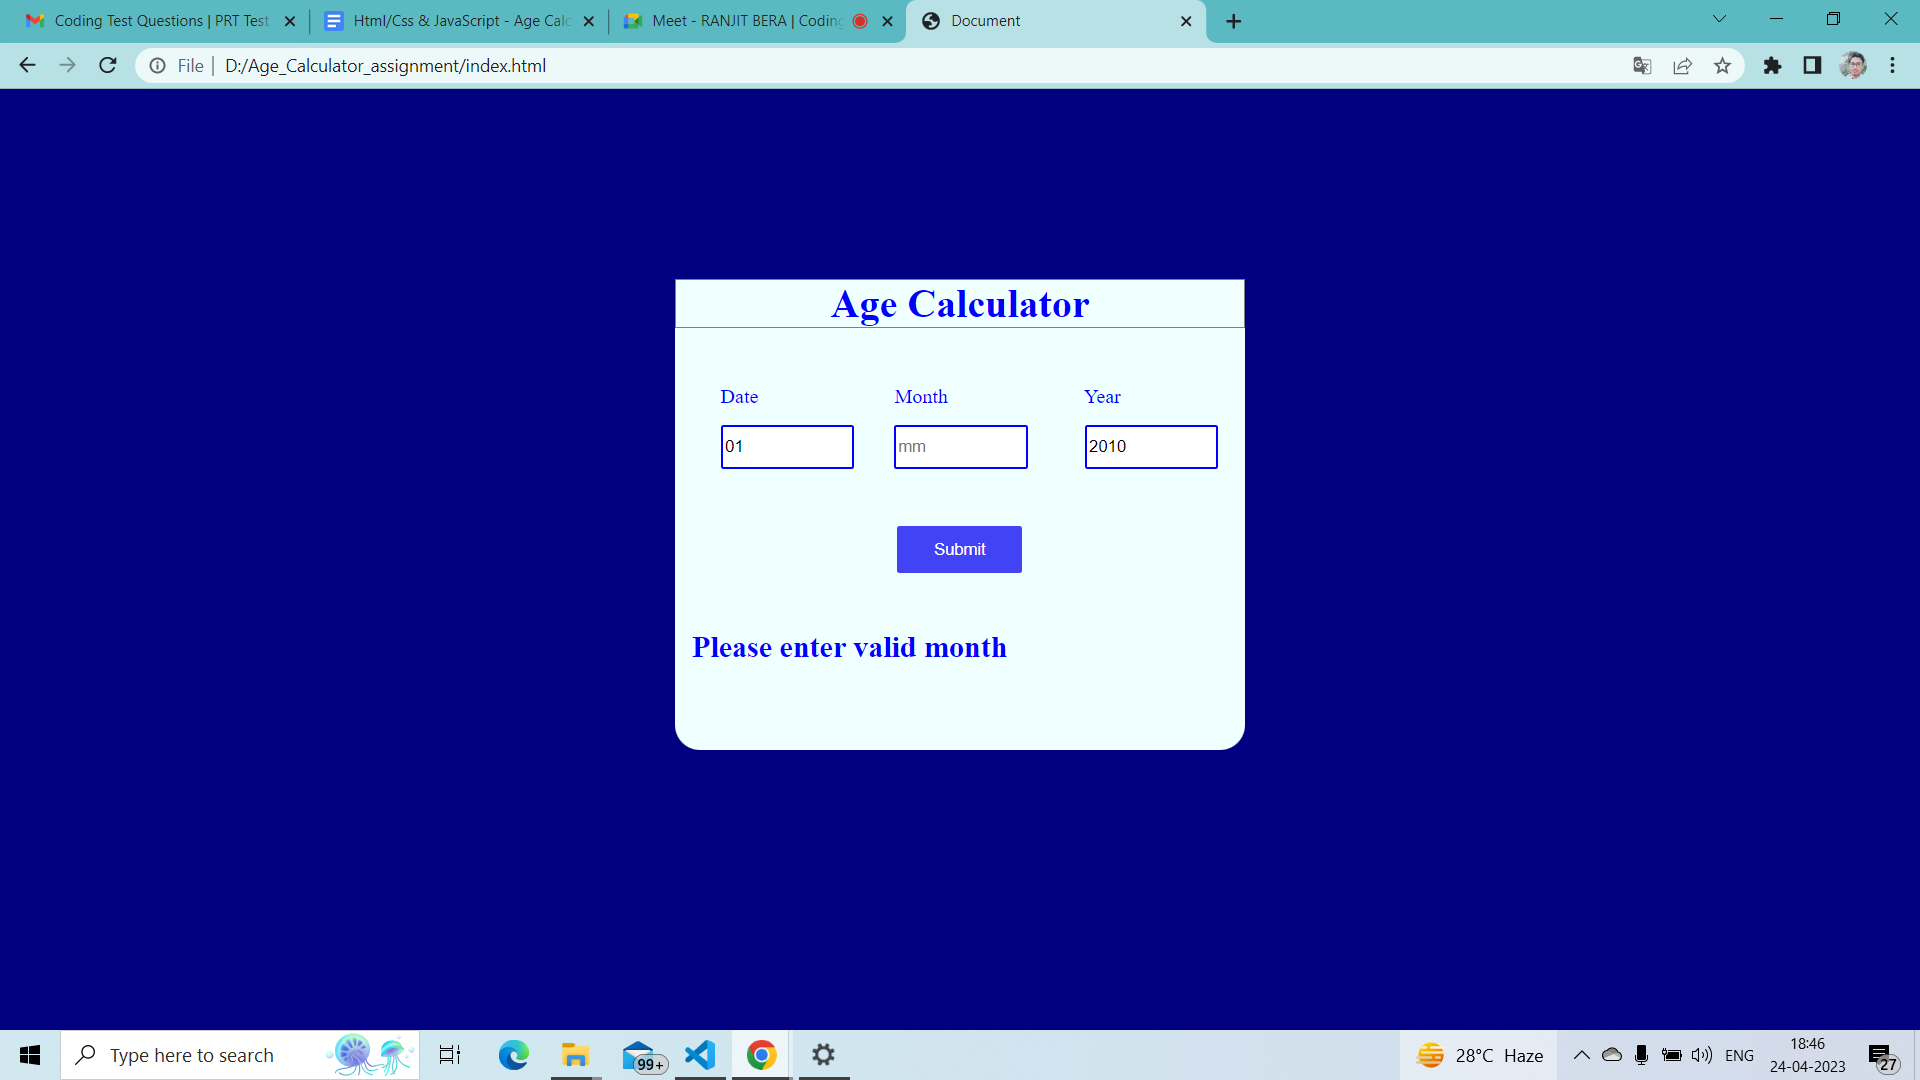 Coding Test Questions | PRT Test
Html/Css & JavaScript - Age Calc
Meet - RANJIT BERA | Coding
Document
File | D:/Age_Calculator_assignment/index.html
Age Calculator
Date Month Year
01 mm 2010
Submit
Please enter valid month
Type here to search
99+
28°C Haze
ENG
18:46
24-04-2023
27